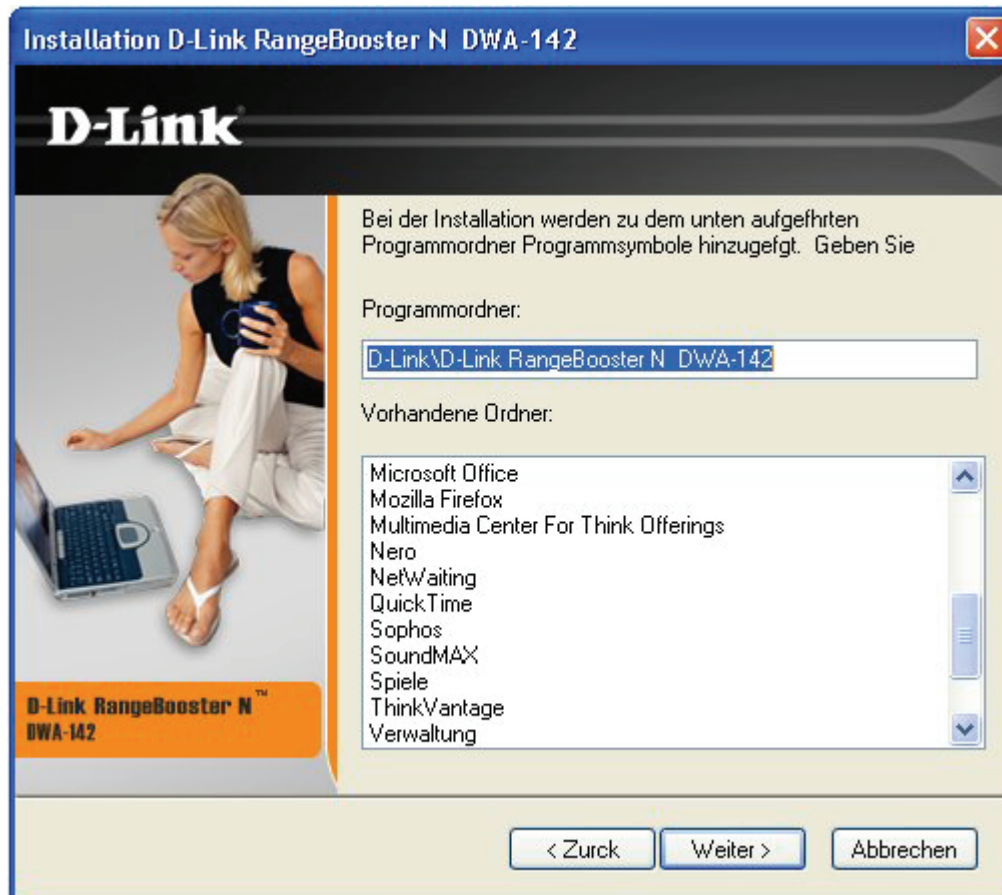 Installation D-Link RangeBooster N DWA-142
D-Link
Bei der Installation werden zu dem unten aufgefhrten
Programmordner Programmsymbole hinzugefgt. Geben Sie
Programmordner:
D-Link\D-Link RangeBooster N DWA-142
Vorhandene Ordner:
Microsoft Office
Mozilla Firefox
Multimedia Center For Think Offerings
Nero
NetWaiting
QuickTime
Sophos
SoundMAX
Spiele
ThinkVantage
Verwaltung
D-Link RangeBooster N™
DWA-142
< Zurck
Weiter >
Abbrechen